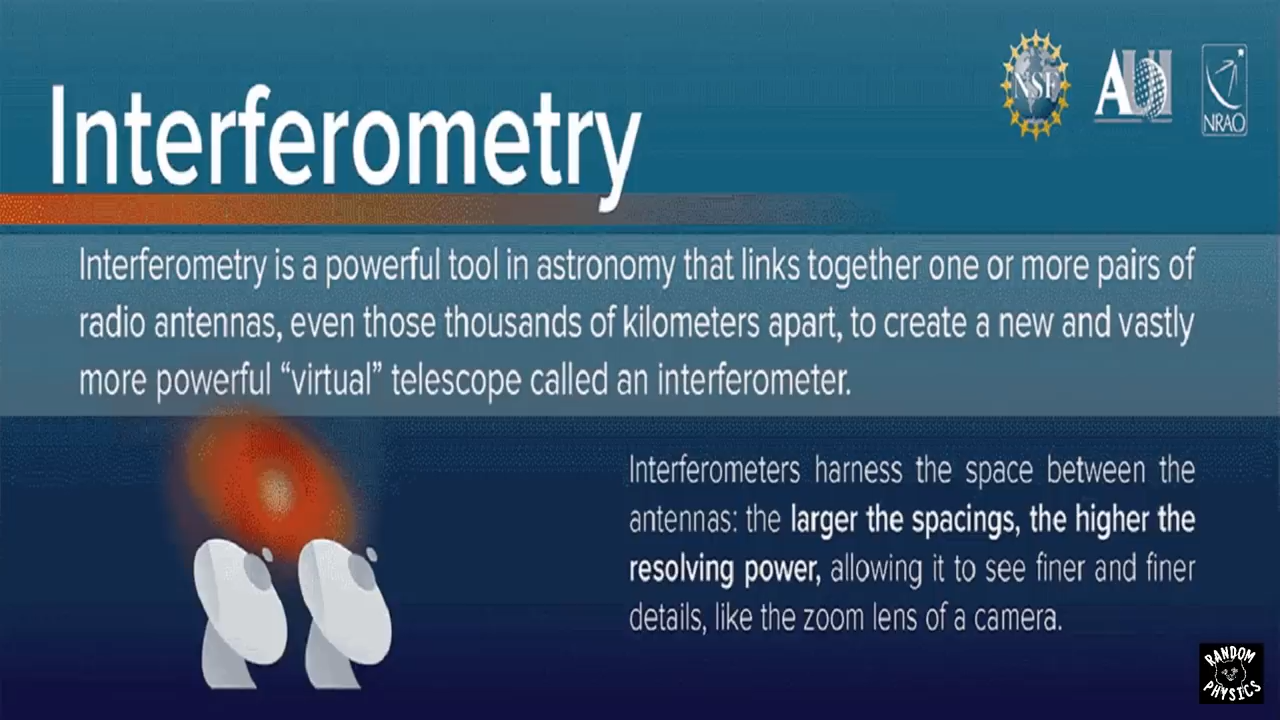 NSF
AUI
NRAO
Interferometry
Interferometry is a powerful tool in astronomy that links together one or more pairs of
radio antennas, even those thousands of kilometers apart, to create a new and vastly
more powerful “virtual” telescope called an interferometer.
Interferometers harness the space between the
antennas: the larger the spacings, the higher the
resolving power, allowing it to see finer and finer
details, like the zoom lens of a camera.
RANDOM
PHYSICS